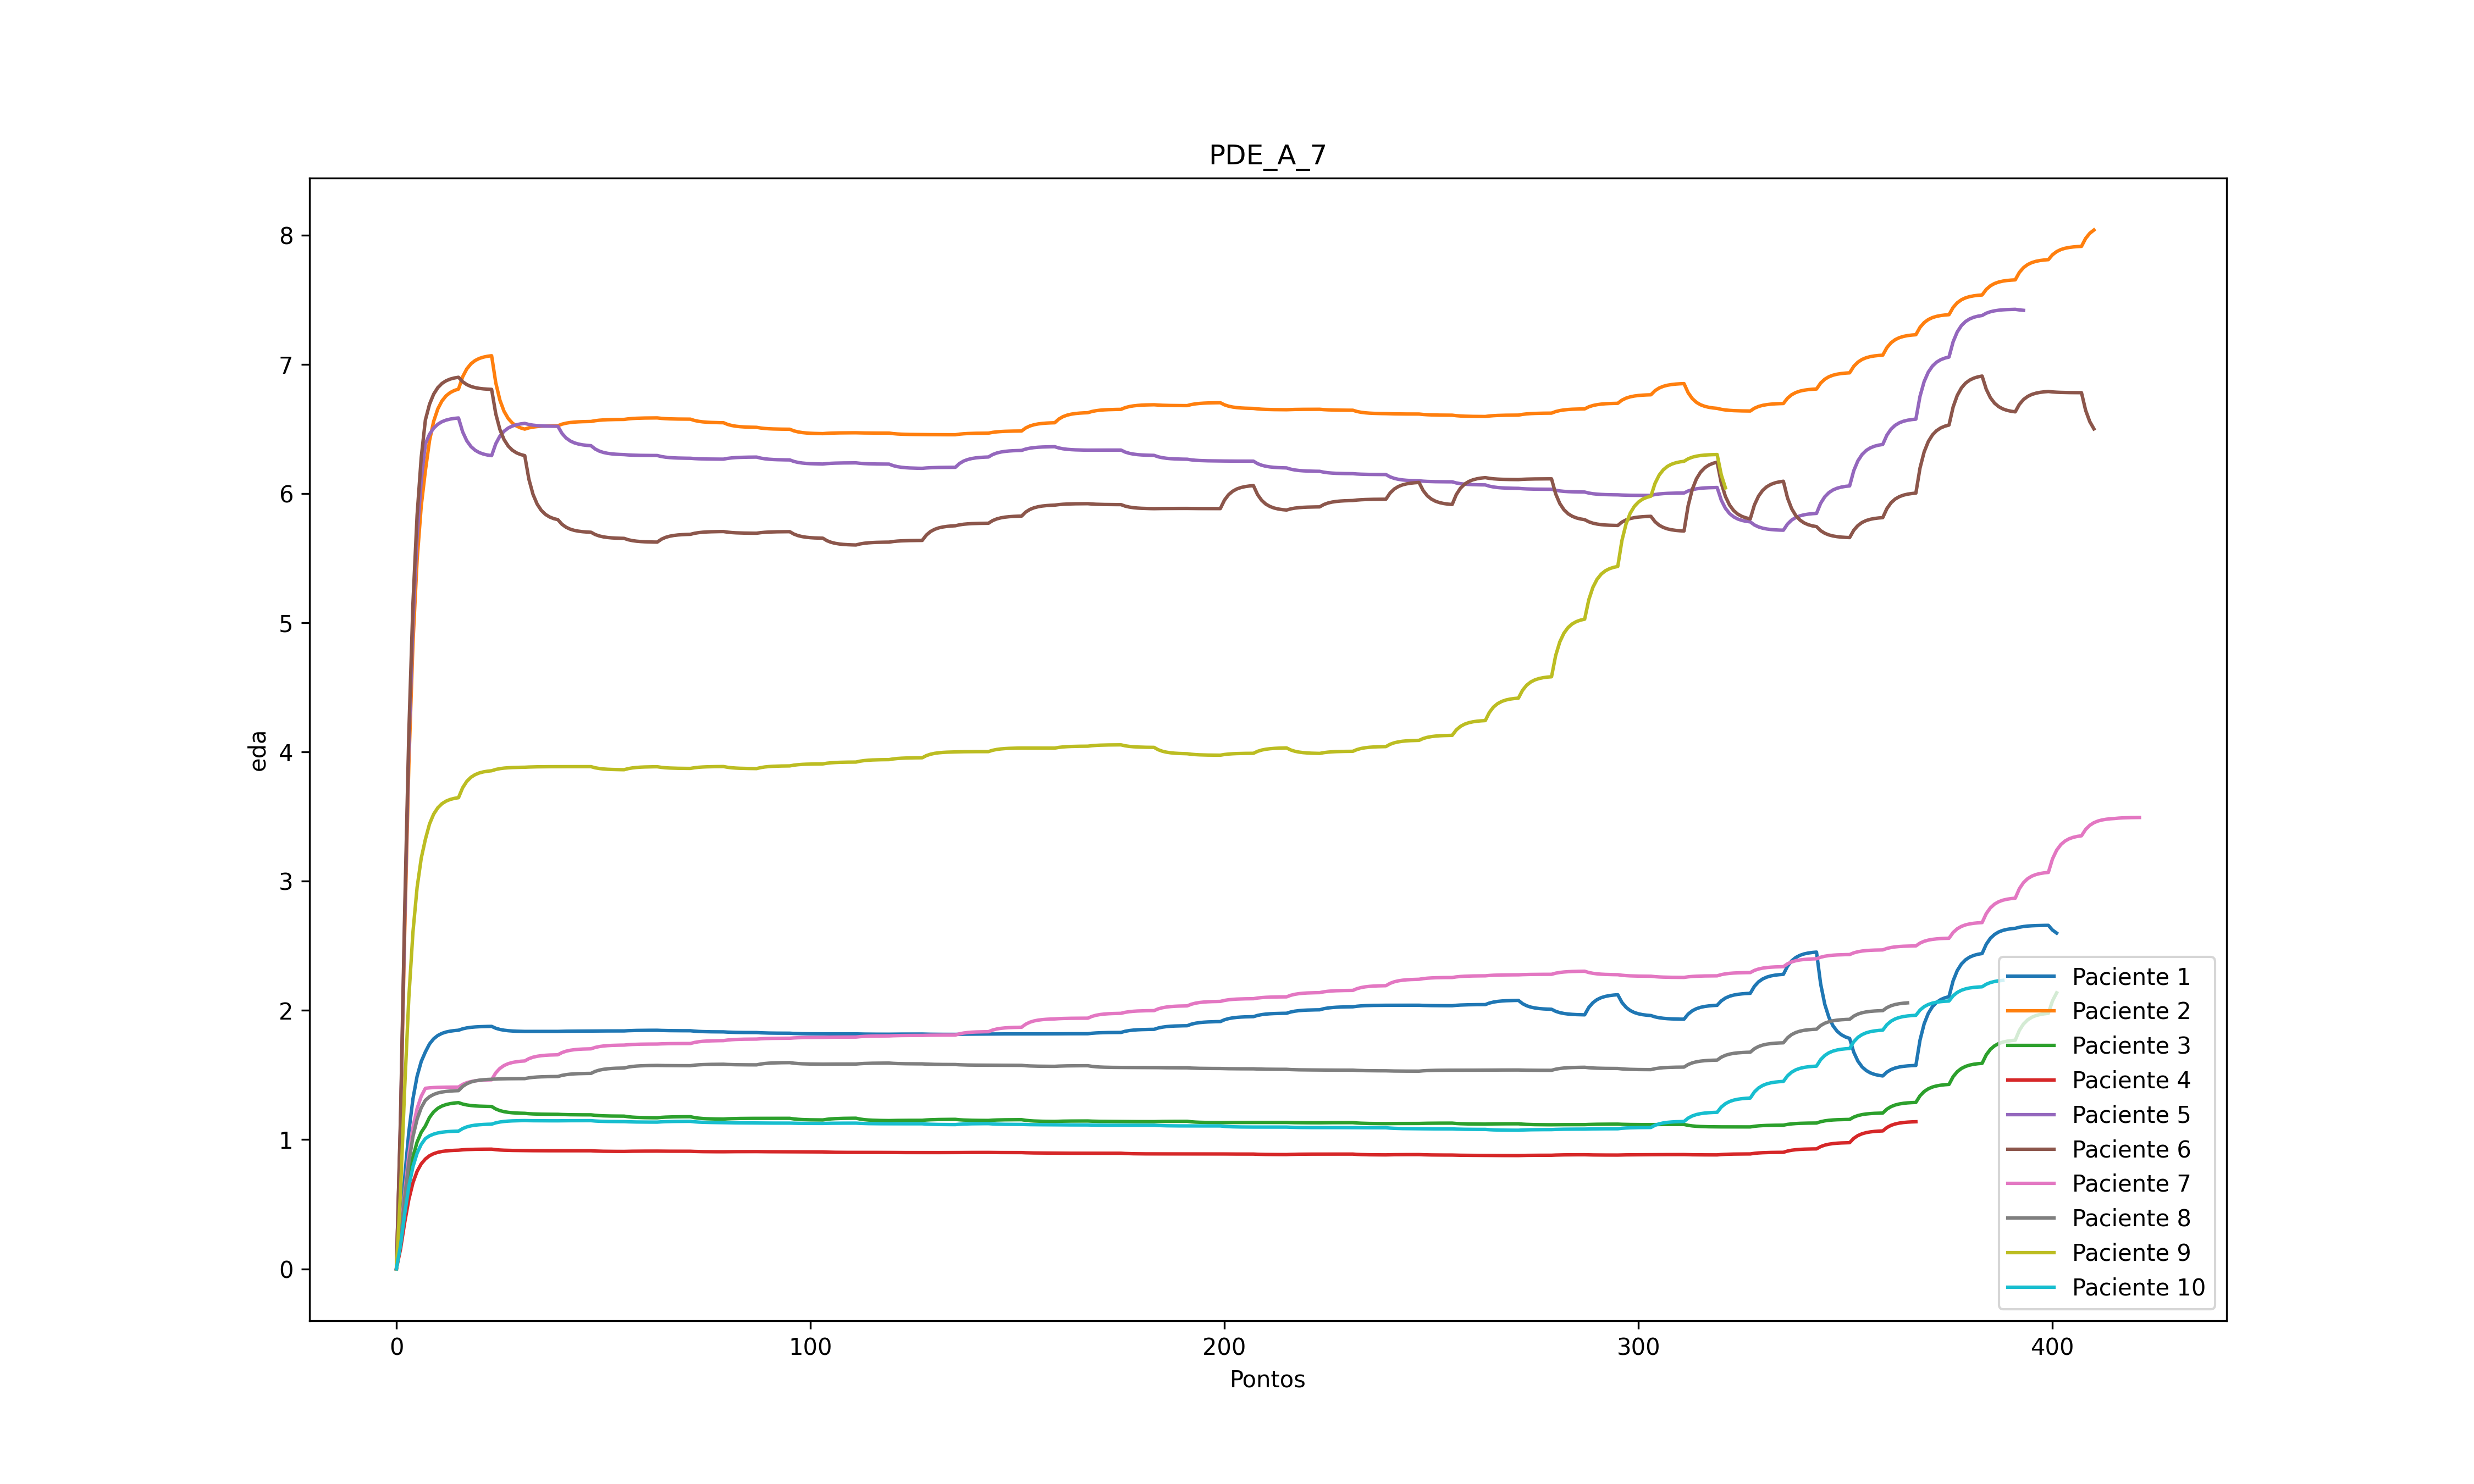 PDE_A_7
8
7
6
5
4
3
2
1
0
eda
0 100 200 300 400
Pontos
Paciente 1
Paciente 2
Paciente 3
Paciente 4
Paciente 5
Paciente 6
Paciente 7
Paciente 8
Paciente 9
Paciente 10